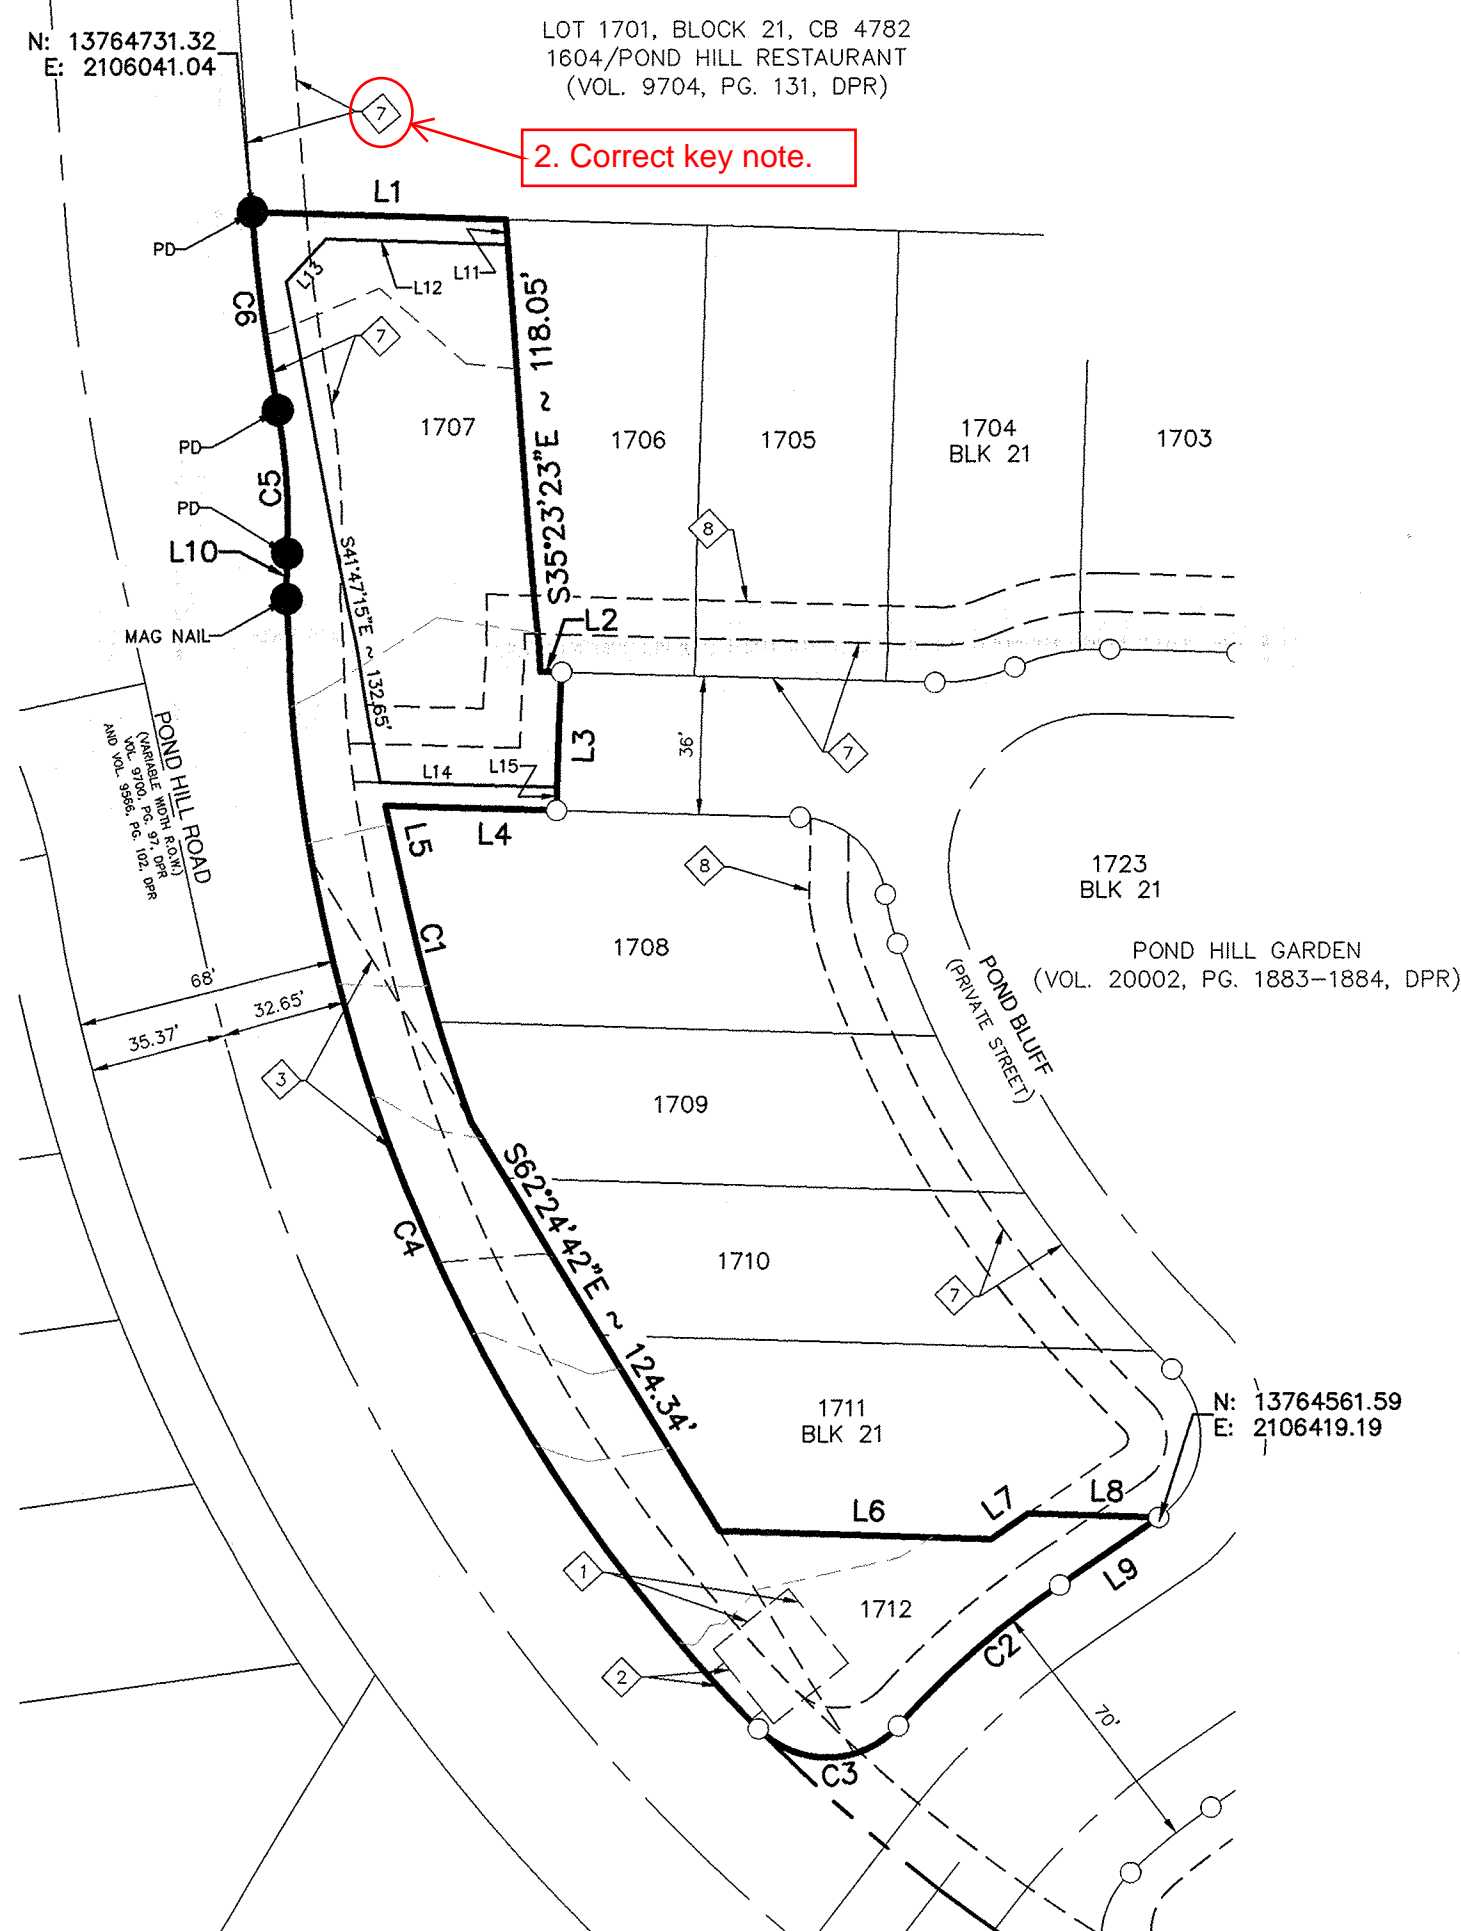 LOT 1701, BLOCK 21, CB 4782
1604/POND HILL RESTAURANT
(VOL. 9704, PG. 131, DPR)
N: 13764731.32
E: 2106041.04
7
2. Correct key note.
L1
PD
L11
L12
L13
C6
7
S35°23'23"E ~ 118.05'
1707
1706
1705
1704
BLK 21
1703
PD
C5
PD
8
L10
S41°47'15"E ~ 132.65'
L2
MAG NAIL
POND HILL ROAD
(VARIABLE WIDTH R.O.W.)
VOL. 9700, PG. 97, DPR
AND VOL. 9566, PG. 102, DPR
L3
36'
7
L14
L15
L4
L5
8
1723
BLK 21
C1
1708
POND HILL GARDEN
(VOL. 20002, PG. 1883-1884, DPR)
POND BLUFF
(PRIVATE STREET)
68'
32.65'
35.37'
3
1709
S62°24'42"E ~ 124.34'
C4
1710
7
1711
BLK 21
N: 13764561.59
E: 2106419.19
L6
L7
L8
L9
1
1712
2
C2
70'
C3